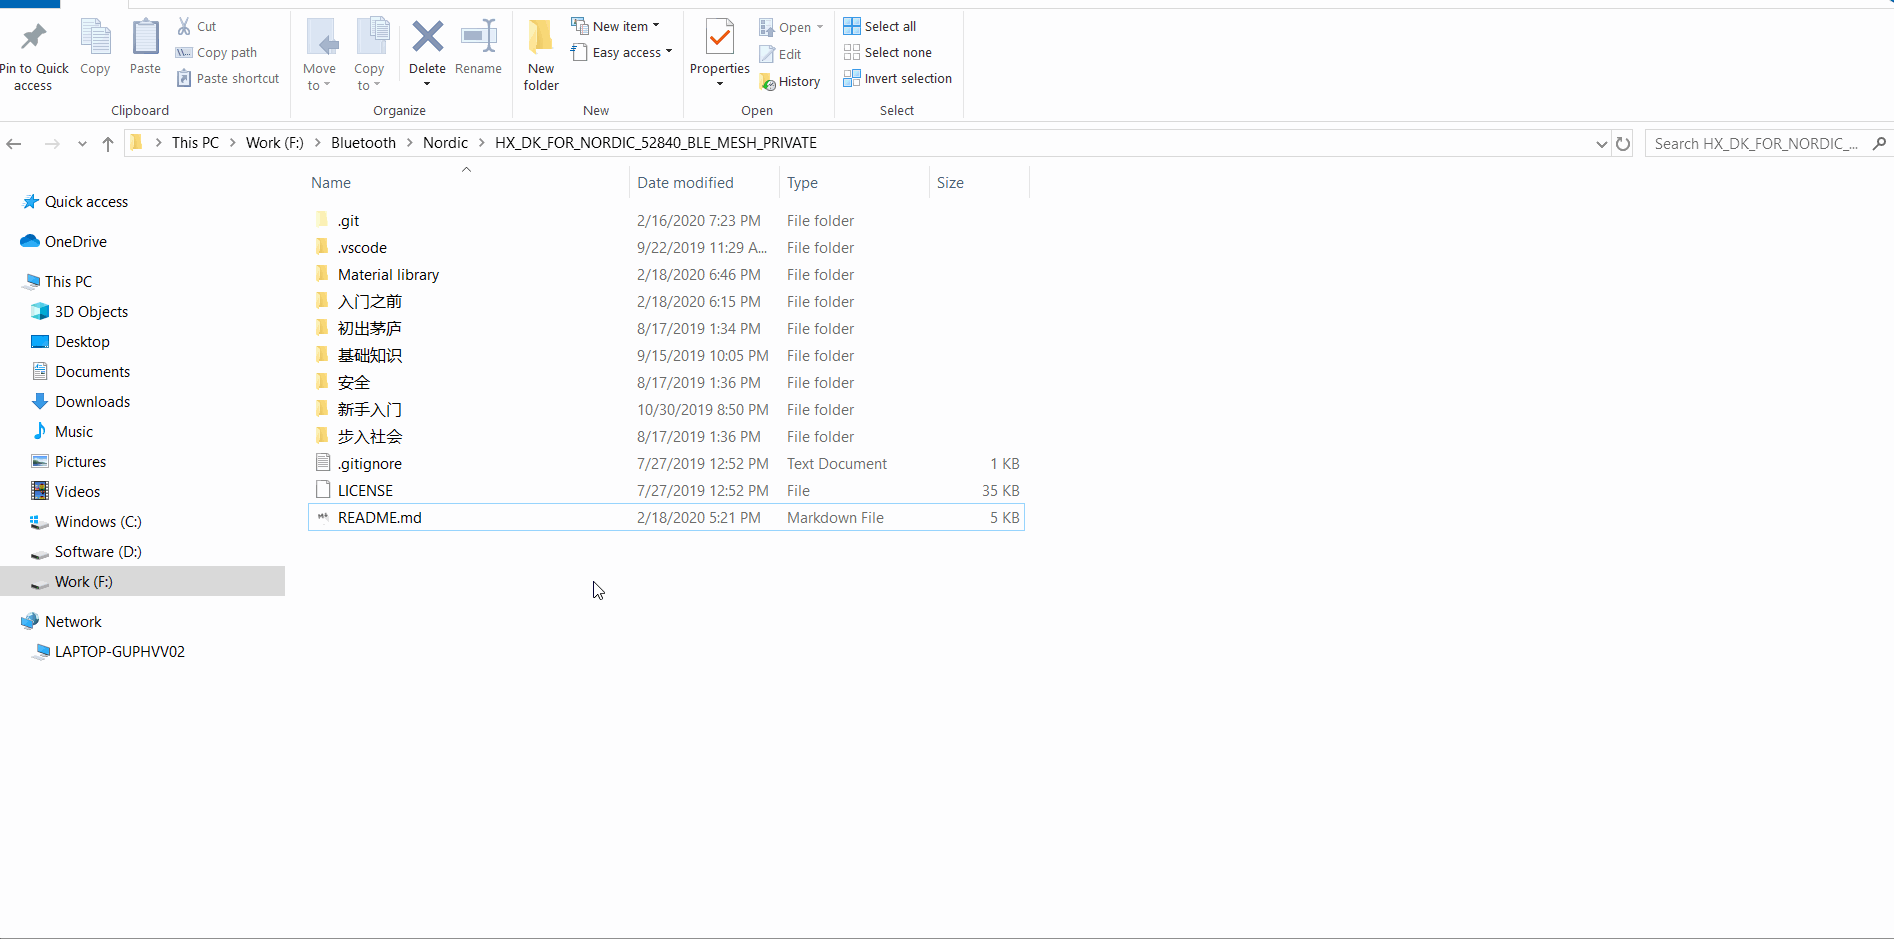 Pin to Quick access
Copy
Paste
Cut
Copy path
Paste shortcut
Clipboard
Move to
Copy to
Delete
Rename
Organize
New folder
New item
Easy access
New
Properties
Open
Edit
History
Open
Select all
Select none
Invert selection
Select
This PC > Work (F:) > Bluetooth > Nordic > HX_DK_FOR_NORDIC_52840_BLE_MESH_PRIVATE
Search HX_DK_FOR_NORDIC_...
Quick access
OneDrive
This PC
3D Objects
Desktop
Documents
Downloads
Music
Pictures
Videos
Windows (C:)
Software (D:)
Work (F:)
Network
LAPTOP-GUPHVV02
Name Date modified Type Size
.git 2/16/2020 7:23 PM File folder
.vscode 9/22/2019 11:29 A... File folder
Material library 2/18/2020 6:46 PM File folder
入门之前 2/18/2020 6:15 PM File folder
初出茅庐 8/17/2019 1:34 PM File folder
基础知识 9/15/2019 10:05 PM File folder
安全 8/17/2019 1:36 PM File folder
新手入门 10/30/2019 8:50 PM File folder
步入社会 8/17/2019 1:36 PM File folder
.gitignore 7/27/2019 12:52 PM Text Document 1 KB
LICENSE 7/27/2019 12:52 PM File 35 KB
README.md 2/18/2020 5:21 PM Markdown File 5 KB